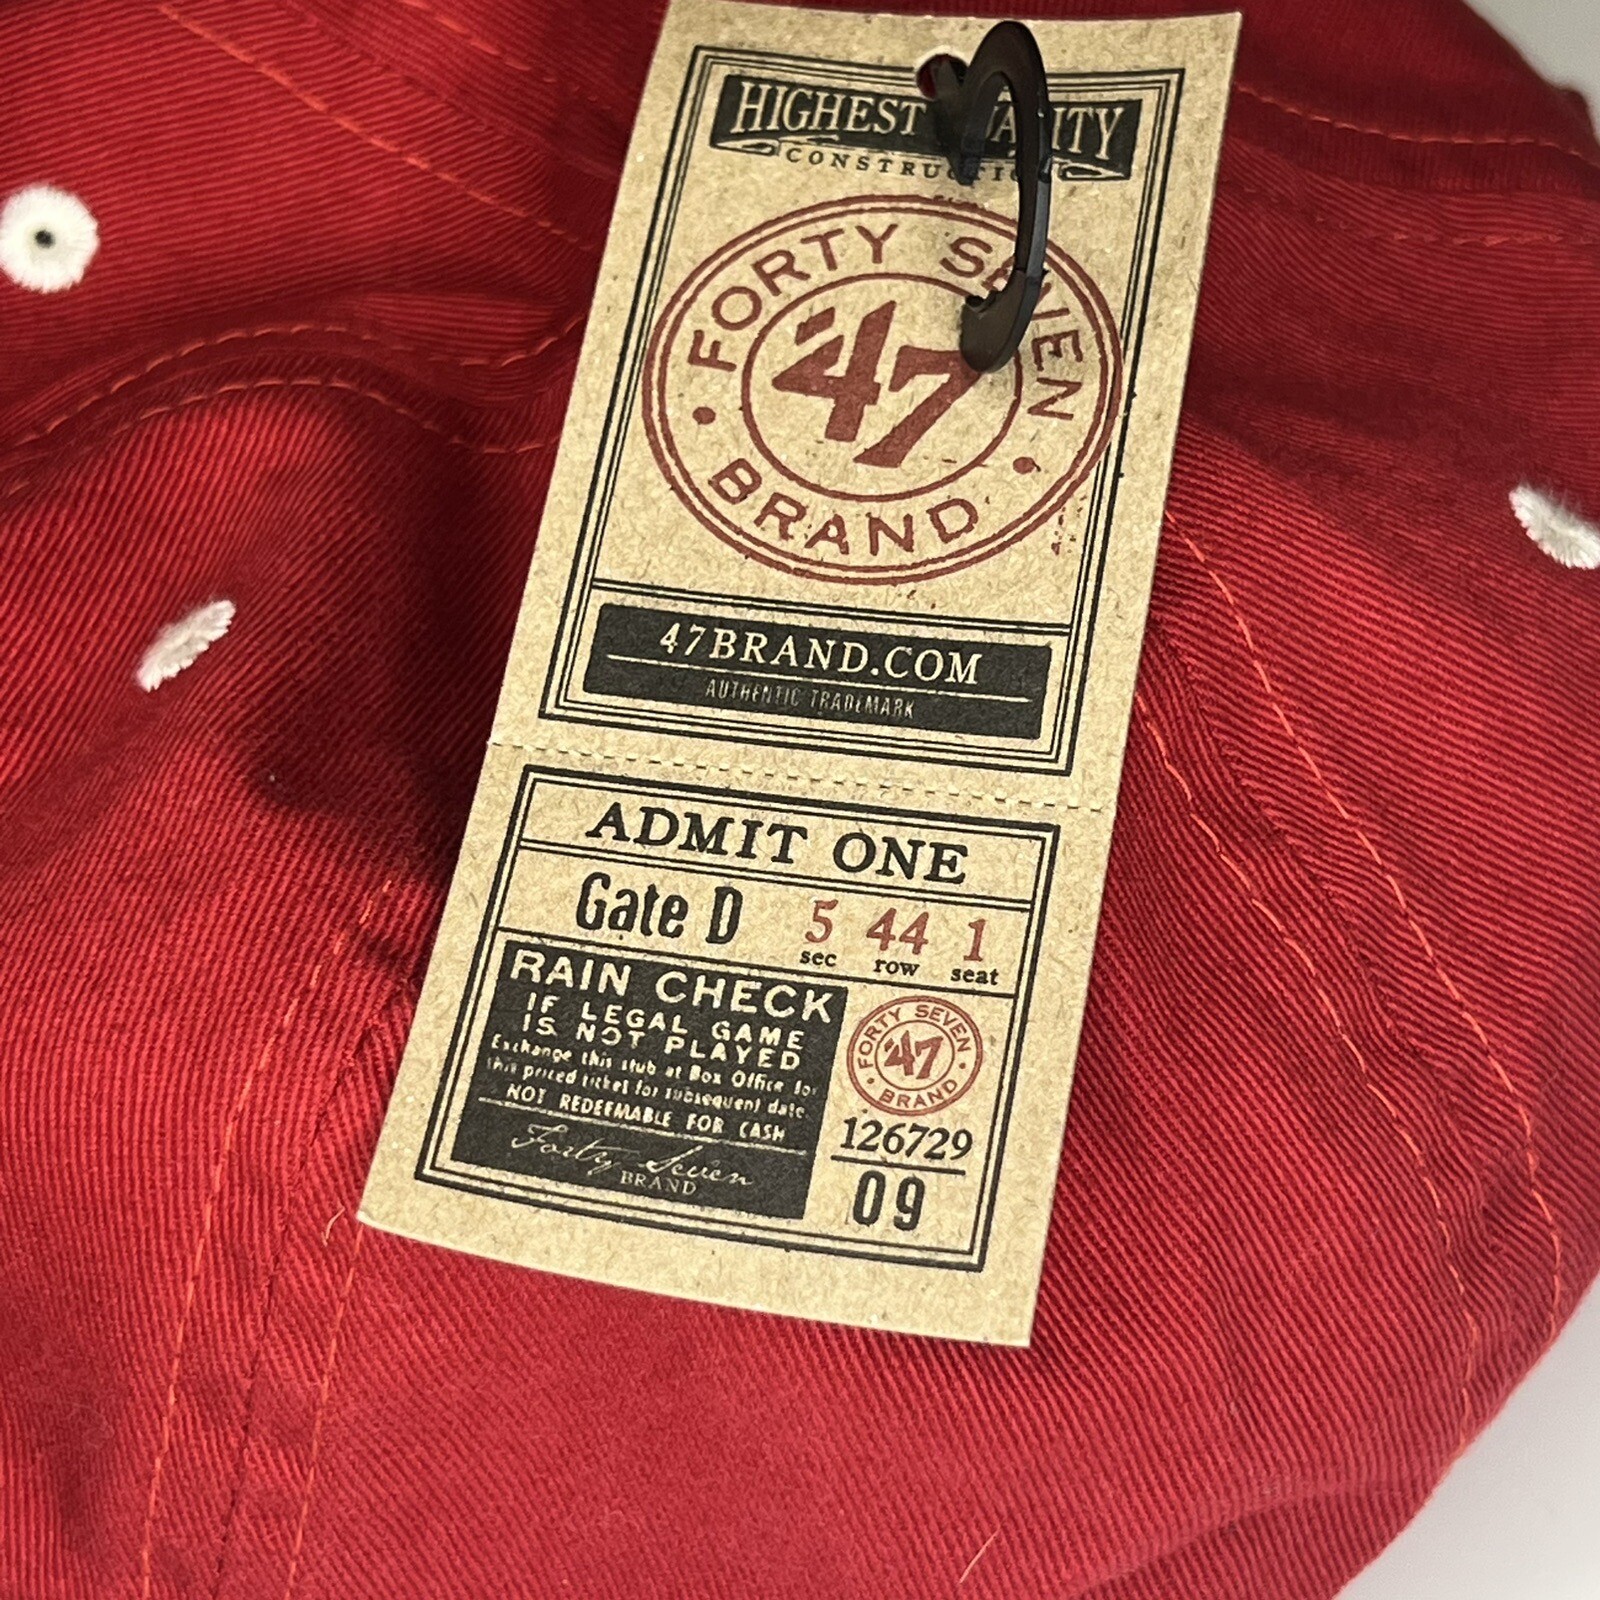 HIGHEST QUALITY
CONSTRUCTION
FORTY SEVEN
47
BRAND
47BRAND.COM
AUTHENTIC TRADEMARK
ADMIT ONE
Gate D 5 44 1
sec row seat
RAIN CHECK
IF LEGAL GAME
IS NOT PLAYED
Exchange this stub at Box Office for
this priced ticket for subsequent date
NOT REDEEMABLE FOR CASH
Forty Seven
BRAND
FORTY SEVEN
47
BRAND
126729
09